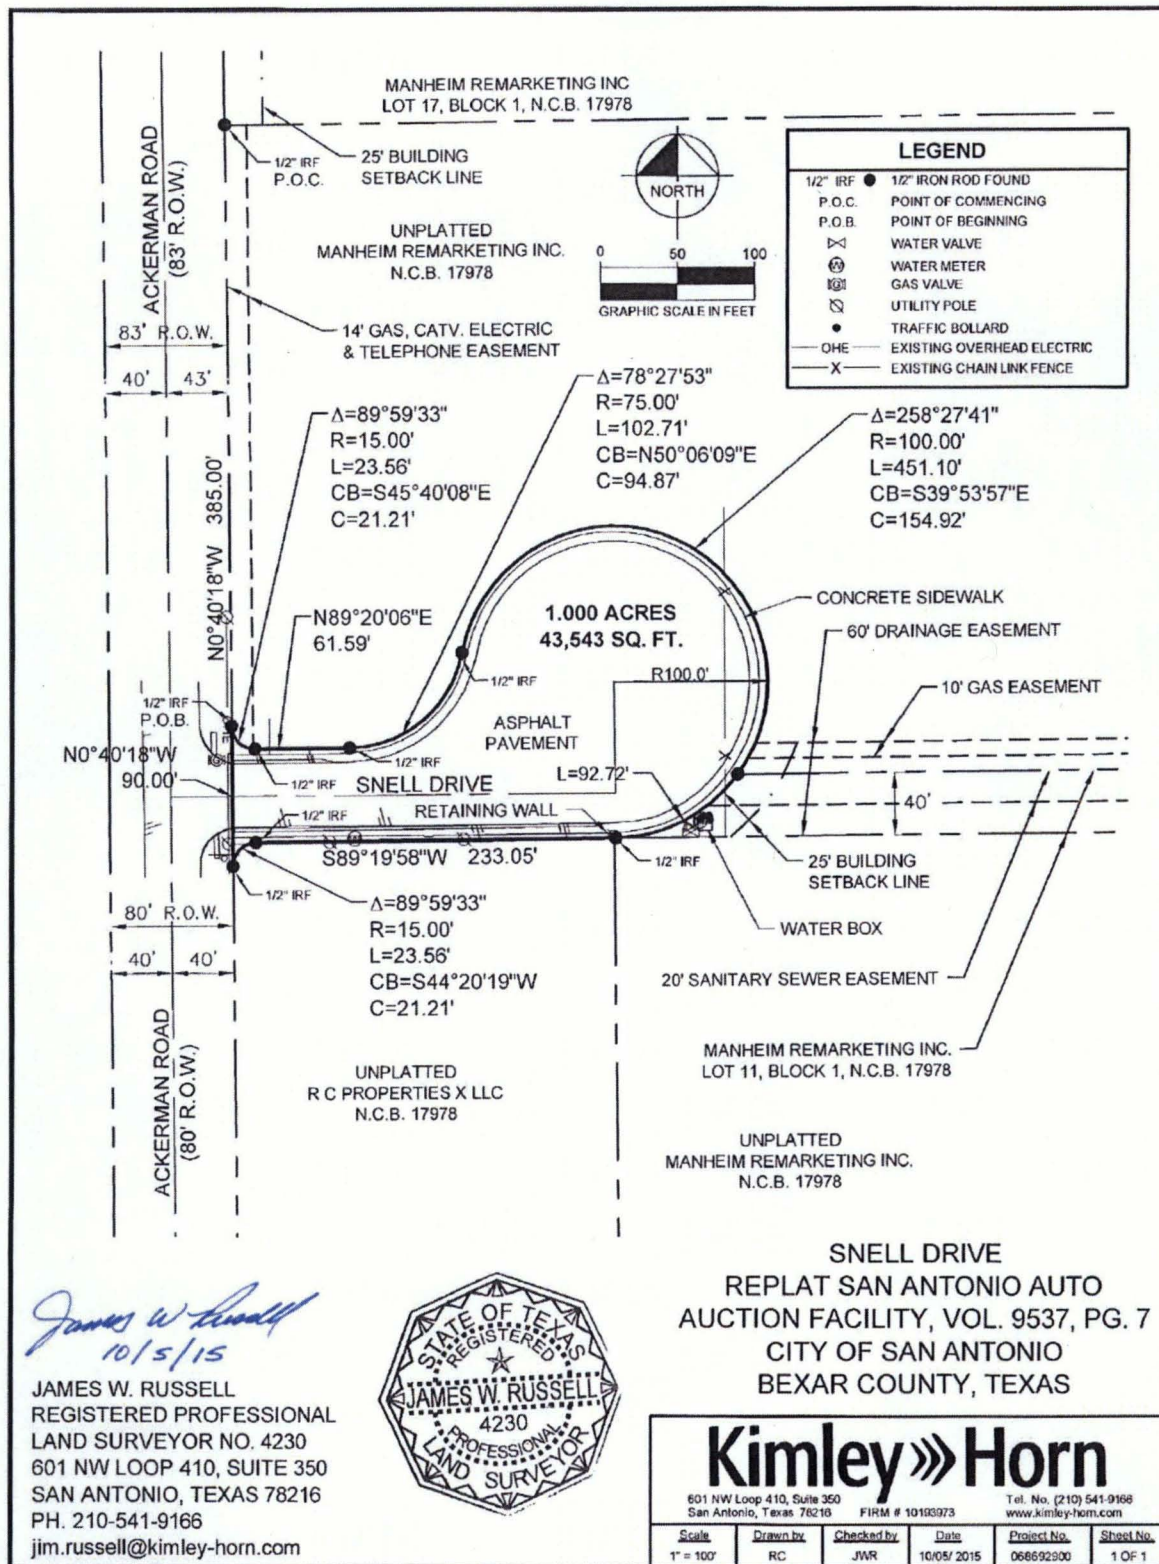 MANHEIM REMARKETING INC
LOT 17, BLOCK 1, N.C.B. 17978
ACKERMAN ROAD
(83' R.O.W.)
1/2" IRF
P.O.C.
25' BUILDING
SETBACK LINE
NORTH
UNPLATTED
MANHEIM REMARKETING INC.
N.C.B. 17978
0 50 100
GRAPHIC SCALE IN FEET
LEGEND
1/2" IRF 1/2" IRON ROD FOUND
P.O.C. POINT OF COMMENCING
P.O.B. POINT OF BEGINNING
WATER VALVE
WATER METER
GAS VALVE
UTILITY POLE
TRAFFIC BOLLARD
OHE EXISTING OVERHEAD ELECTRIC
X EXISTING CHAIN LINK FENCE
83' R.O.W.
40' 43'
14' GAS, CATV. ELECTRIC
& TELEPHONE EASEMENT
Δ=89°59'33"
R=15.00'
L=23.56'
CB=S45°40'08"E
C=21.21'
Δ=78°27'53"
R=75.00'
L=102.71'
CB=N50°06'09"E
C=94.87'
Δ=258°27'41"
R=100.00'
L=451.10'
CB=S39°53'57"E
C=154.92'
N0°40'18"W 385.00'
N89°20'06"E
61.59'
1.000 ACRES
43,543 SQ. FT.
CONCRETE SIDEWALK
60' DRAINAGE EASEMENT
1/2" IRF
R100.0'
10' GAS EASEMENT
1/2" IRF
P.O.B.
ASPHALT
PAVEMENT
N0°40'18"W
90.00'
1/2" IRF
1/2" IRF
SNELL DRIVE
L=92.72'
40'
1/2" IRF
RETAINING WALL
S89°19'58"W 233.05'
1/2" IRF
25' BUILDING
SETBACK LINE
1/2" IRF
80' R.O.W.
40' 40'
Δ=89°59'33"
R=15.00'
L=23.56'
CB=S44°20'19"W
C=21.21'
WATER BOX
20' SANITARY SEWER EASEMENT
ACKERMAN ROAD
(80' R.O.W.)
MANHEIM REMARKETING INC.
LOT 11, BLOCK 1, N.C.B. 17978
UNPLATTED
R C PROPERTIES X LLC
N.C.B. 17978
UNPLATTED
MANHEIM REMARKETING INC.
N.C.B. 17978
SNELL DRIVE
REPLAT SAN ANTONIO AUTO
AUCTION FACILITY, VOL. 9537, PG. 7
CITY OF SAN ANTONIO
BEXAR COUNTY, TEXAS
James W Russell
10/5/15
JAMES W. RUSSELL
REGISTERED PROFESSIONAL
LAND SURVEYOR NO. 4230
601 NW LOOP 410, SUITE 350
SAN ANTONIO, TEXAS 78216
PH. 210-541-9166
jim.russell@kimley-horn.com
STATE OF TEXAS
REGISTERED
JAMES W. RUSSELL
4230
PROFESSIONAL
LAND SURVEYOR
Kimley»Horn
601 NW Loop 410, Suite 350
San Antonio, Texas 78216
FIRM # 10193973
Tel. No. (210) 541-9166
www.kimley-horn.com
Scale Drawn by Checked by Date Project No. Sheet No.
1" = 100' RC JWR 10/05/2015 068692900 1 OF 1